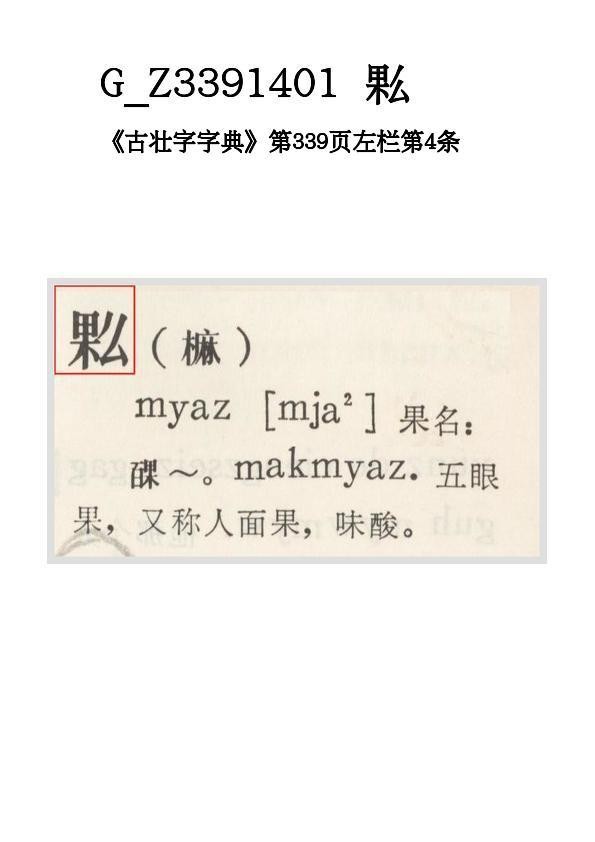 G_Z3391401
《古壮字字典》第339页左栏第4条
myaz [mja²] 果名：
～。makmyaz. 五眼
果，又称人面果，味酸。